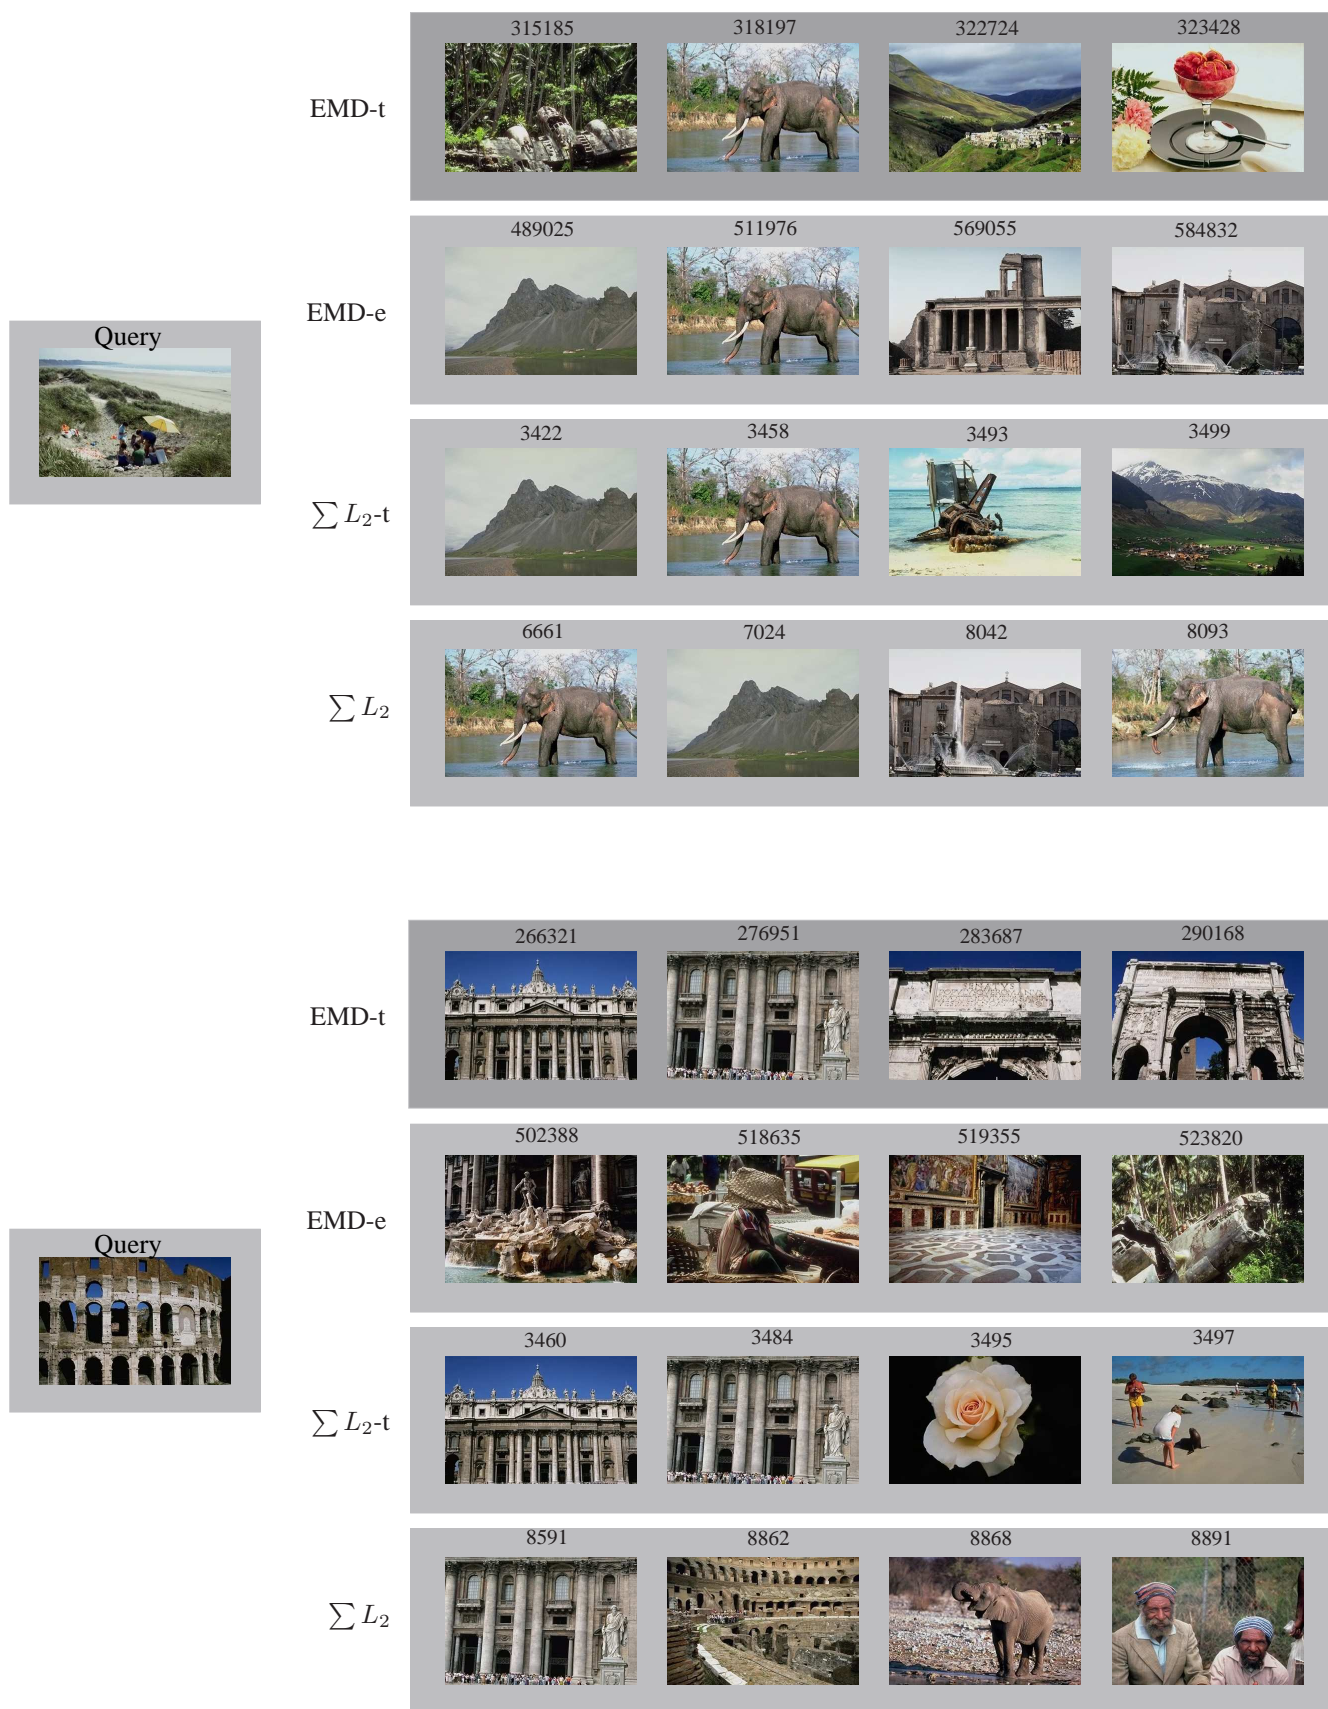 315185 318197 322724 323428
EMD-t
489025 511976 569055 584832
EMD-e
Query
3422 3458 3493 3499
∑ L₂-t
6661 7024 8042 8093
∑ L₂
266321 276951 283687 290168
EMD-t
502388 518635 519355 523820
EMD-e
Query
3460 3484 3495 3497
∑ L₂-t
8591 8862 8868 8891
∑ L₂